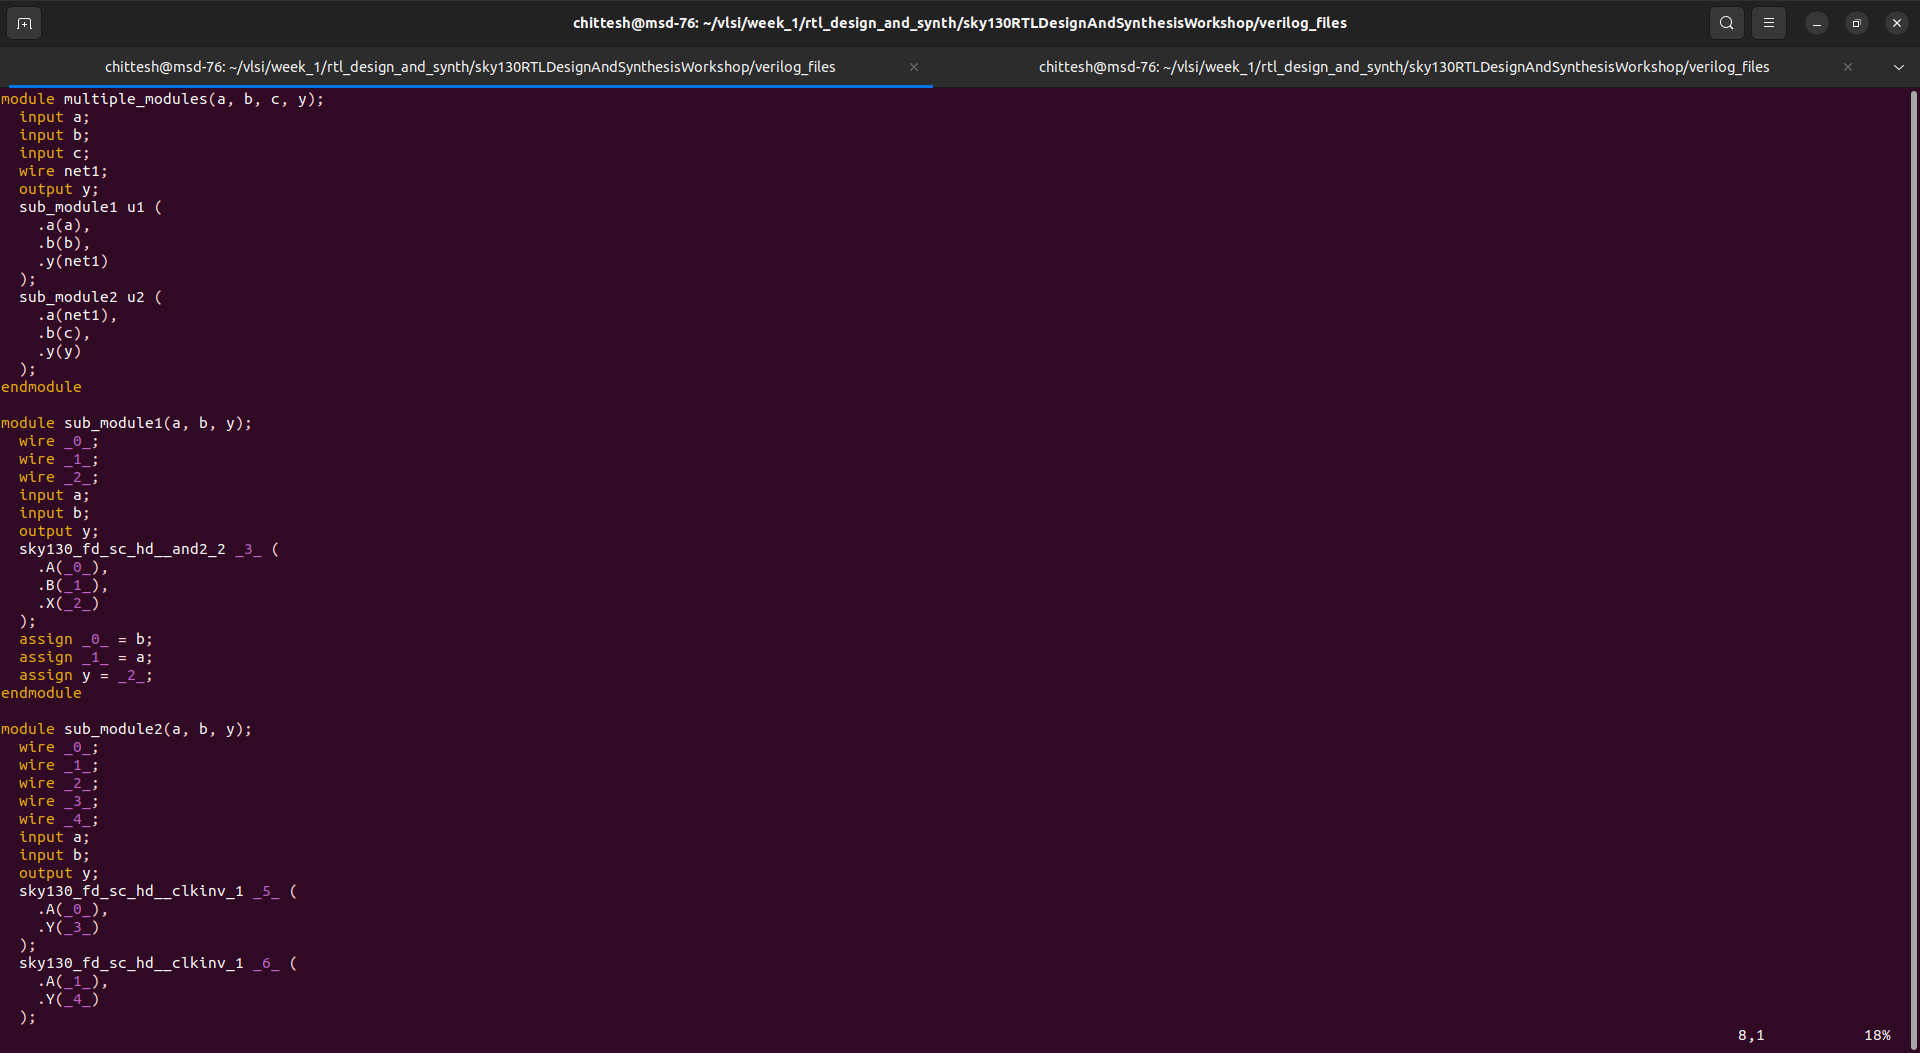 chittesh@msd-76: ~/vlsi/week_1/rtl_design_and_synth/sky130RTLDesignAndSynthesisWorkshop/verilog_files
chittesh@msd-76: ~/vlsi/week_1/rtl_design_and_synth/sky130RTLDesignAndSynthesisWorkshop/verilog_files
chittesh@msd-76: ~/vlsi/week_1/rtl_design_and_synth/sky130RTLDesignAndSynthesisWorkshop/verilog_files
module multiple_modules(a, b, c, y);
  input a;
  input b;
  input c;
  wire net1;
  output y;
  sub_module1 u1 (
    .a(a),
    .b(b),
    .y(net1)
  );
  sub_module2 u2 (
    .a(net1),
    .b(c),
    .y(y)
  );
endmodule

module sub_module1(a, b, y);
  wire _0_;
  wire _1_;
  wire _2_;
  input a;
  input b;
  output y;
  sky130_fd_sc_hd__and2_2 _3_ (
    .A(_0_),
    .B(_1_),
    .X(_2_)
  );
  assign _0_ = b;
  assign _1_ = a;
  assign y = _2_;
endmodule

module sub_module2(a, b, y);
  wire _0_;
  wire _1_;
  wire _2_;
  wire _3_;
  wire _4_;
  input a;
  input b;
  output y;
  sky130_fd_sc_hd__clkinv_1 _5_ (
    .A(_0_),
    .Y(_3_)
  );
  sky130_fd_sc_hd__clkinv_1 _6_ (
    .A(_1_),
    .Y(_4_)
  );
8,1 18%